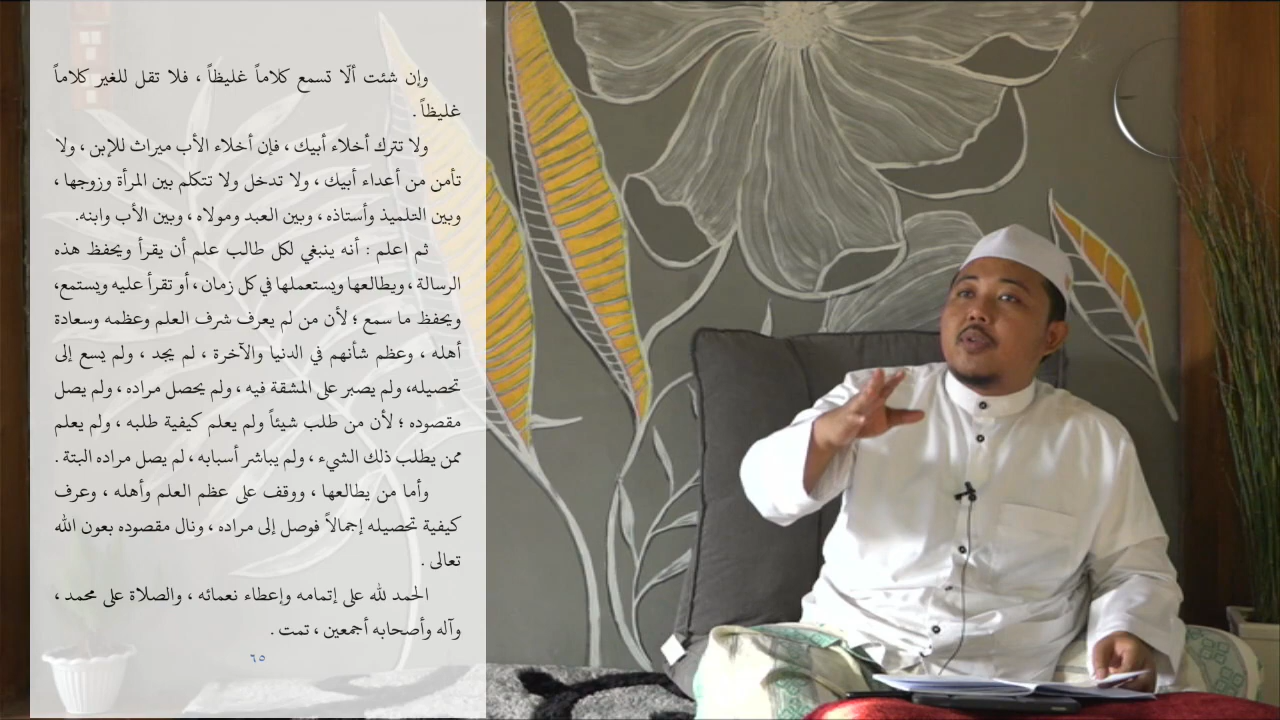 وإن شئت ألّا تسمع كلاماً غليظاً ، فلا تقل للغير كلاماً
غليظاً .
ولا تترك أخلاء أبيك ، فإن أخلاء الأب ميراث للإبن ، ولا
تأمن من أعداء أبيك ، ولا تدخل ولا تتكلم بين المرأة وزوجها ،
وبين التلميذ وأستاذه ، وبين العبد ومولاه ، وبين الأب وابنه.
ثم اعلم : أنه ينبغي لكل طالب علم أن يقرأ ويحفظ هذه
الرسالة ، ويطالعها ويستعملها في كل زمان ، أو تقرأ عليه ويستمع،
ويحفظ ما سمع ؛ لأن من لم يعرف شرف العلم وعظمه وسعادة
أهله ، وعظم شأنهم في الدنيا والآخرة ، لم يجد ، ولم يسع إلى
تحصيله، ولم يصبر على المشقة فيه ، ولم يحصل مراده ، ولم يصل
مقصوده ؛ لأن من طلب شيئاً ولم يعلم كيفية طلبه ، ولم يعلم
ممن يطلب ذلك الشيء ، ولم يباشر أسبابه ، لم يصل مراده البتة .
وأما من يطالعها ، ووقف على عظم العلم وأهله ، وعرف
كيفية تحصيله إجمالاً فوصل إلى مراده ، ونال مقصوده بعون الله
تعالى .
الحمد لله على إتمامه وإعطاء نعمائه ، والصلاة على محمد ،
وآله وأصحابه أجمعين ، تمت .
٦٥